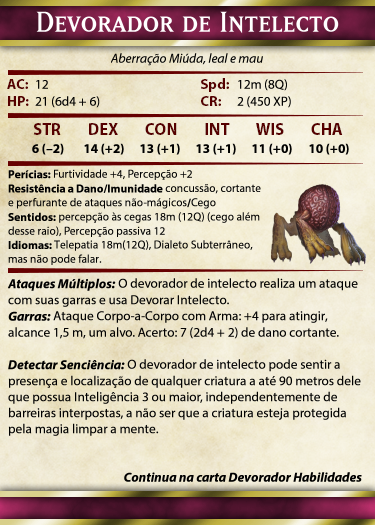 DEVORADOR DE INTELECTO
Aberração Miúda, leal e mau
AC: 12 Spd: 12m (8Q)
HP: 21 (6d4 + 6) CR: 2 (450 XP)
STR DEX CON INT WIS CHA
6 (–2) 14 (+2) 13 (+1) 13 (+1) 11 (+0) 10 (+0)
Perícias: Furtividade +4, Percepção +2
Resistência a Dano/Imunidade concussão, cortante
e perfurante de ataques não-mágicos/Cego
Sentidos: percepção às cegas 18m (12Q) (cego além
desse raio), Percepção passiva 12
Idiomas: Telepatia 18m(12Q), Dialeto Subterrâneo,
mas não pode falar.
Ataques Múltiplos: O devorador de intelecto realiza um ataque
com suas garras e usa Devorar Intelecto.
Garras: Ataque Corpo-a-Corpo com Arma: +4 para atingir,
alcance 1,5 m, um alvo. Acerto: 7 (2d4 + 2) de dano cortante.
Detectar Senciência: O devorador de intelecto pode sentir a
presença e localização de qualquer criatura a até 90 metros dele
que possua Inteligência 3 ou maior, independentemente de
barreiras interpostas, a não ser que a criatura esteja protegida
pela magia limpar a mente.
Continua na carta Devorador Habilidades